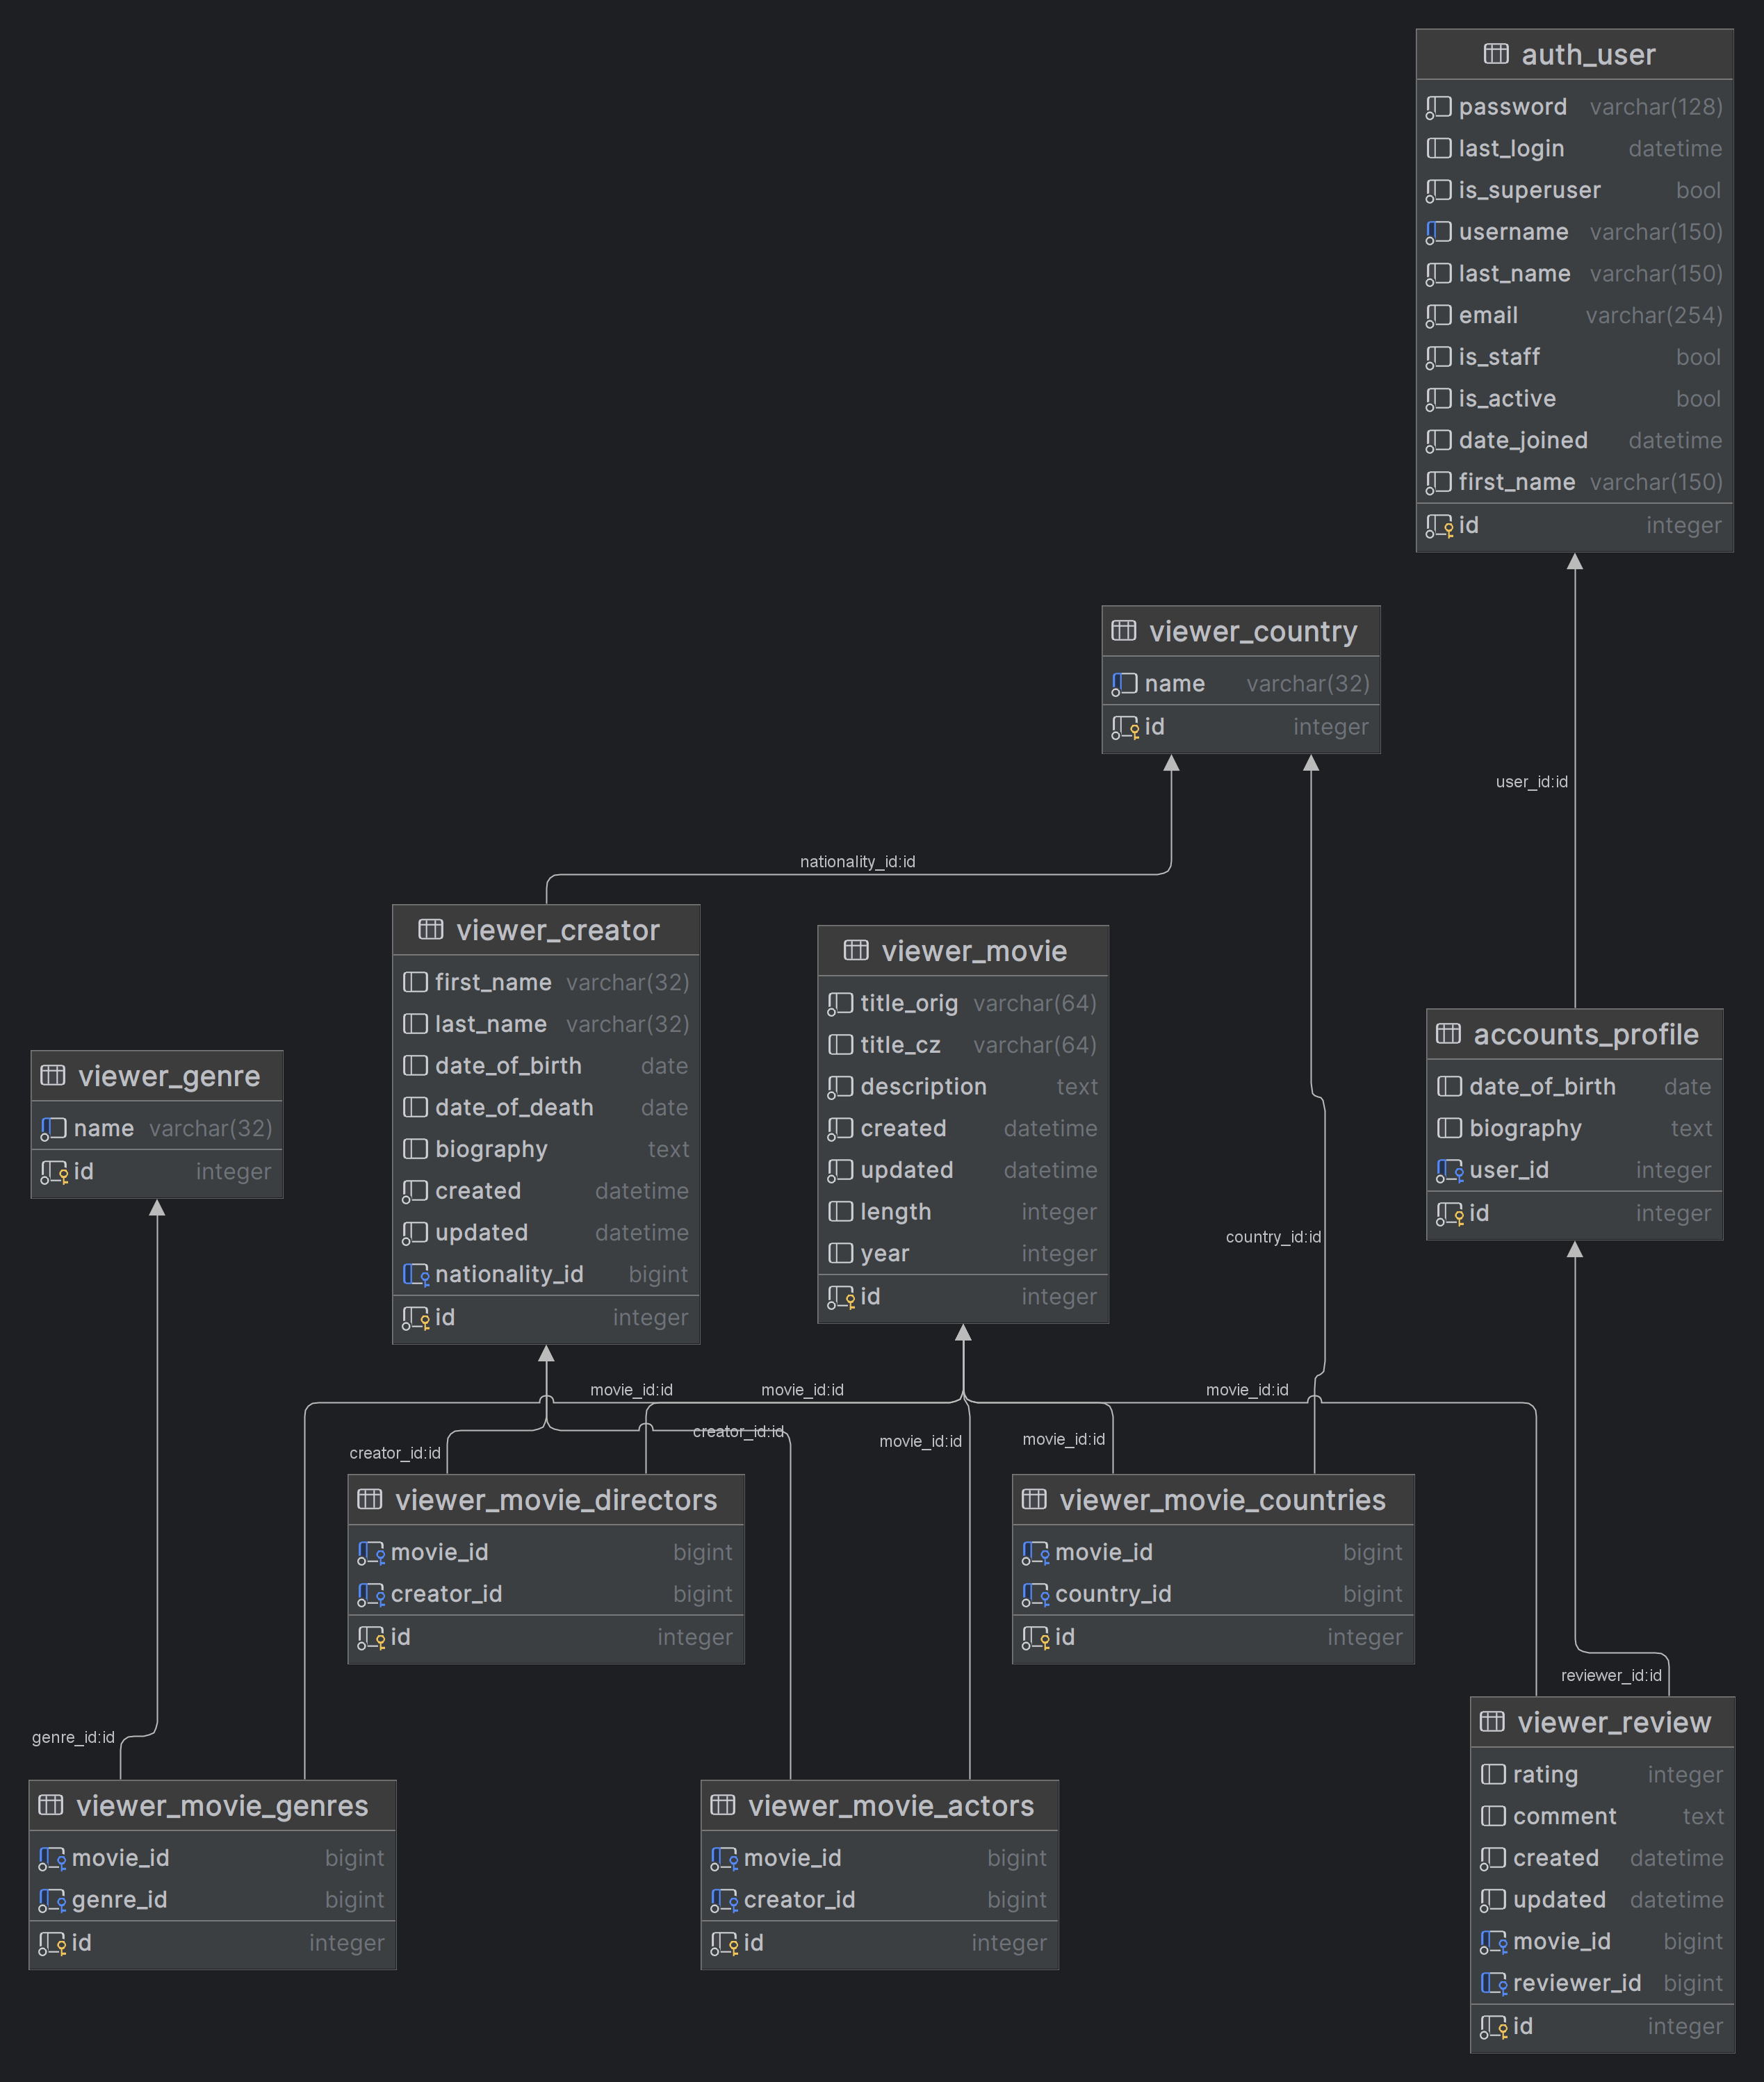 auth_user
password varchar(128)
last_login datetime
is_superuser bool
username varchar(150)
last_name varchar(150)
email varchar(254)
is_staff bool
is_active bool
date_joined datetime
first_name varchar(150)
id integer
viewer_country
name varchar(32)
id integer
user_id:id
nationality_id:id
viewer_creator
first_name varchar(32)
last_name varchar(32)
date_of_birth date
date_of_death date
biography text
created datetime
updated datetime
nationality_id bigint
id integer
viewer_movie
title_orig varchar(64)
title_cz varchar(64)
description text
created datetime
updated datetime
length integer
year integer
id integer
accounts_profile
date_of_birth date
biography text
user_id integer
id integer
viewer_genre
name varchar(32)
id integer
country_id:id
movie_id:id
movie_id:id
movie_id:id
creator_id:id
creator_id:id
movie_id:id
movie_id:id
viewer_movie_directors
movie_id bigint
creator_id bigint
id integer
viewer_movie_countries
movie_id bigint
country_id bigint
id integer
reviewer_id:id
genre_id:id
viewer_review
rating integer
comment text
created datetime
updated datetime
movie_id bigint
reviewer_id bigint
id integer
viewer_movie_genres
movie_id bigint
genre_id bigint
id integer
viewer_movie_actors
movie_id bigint
creator_id bigint
id integer